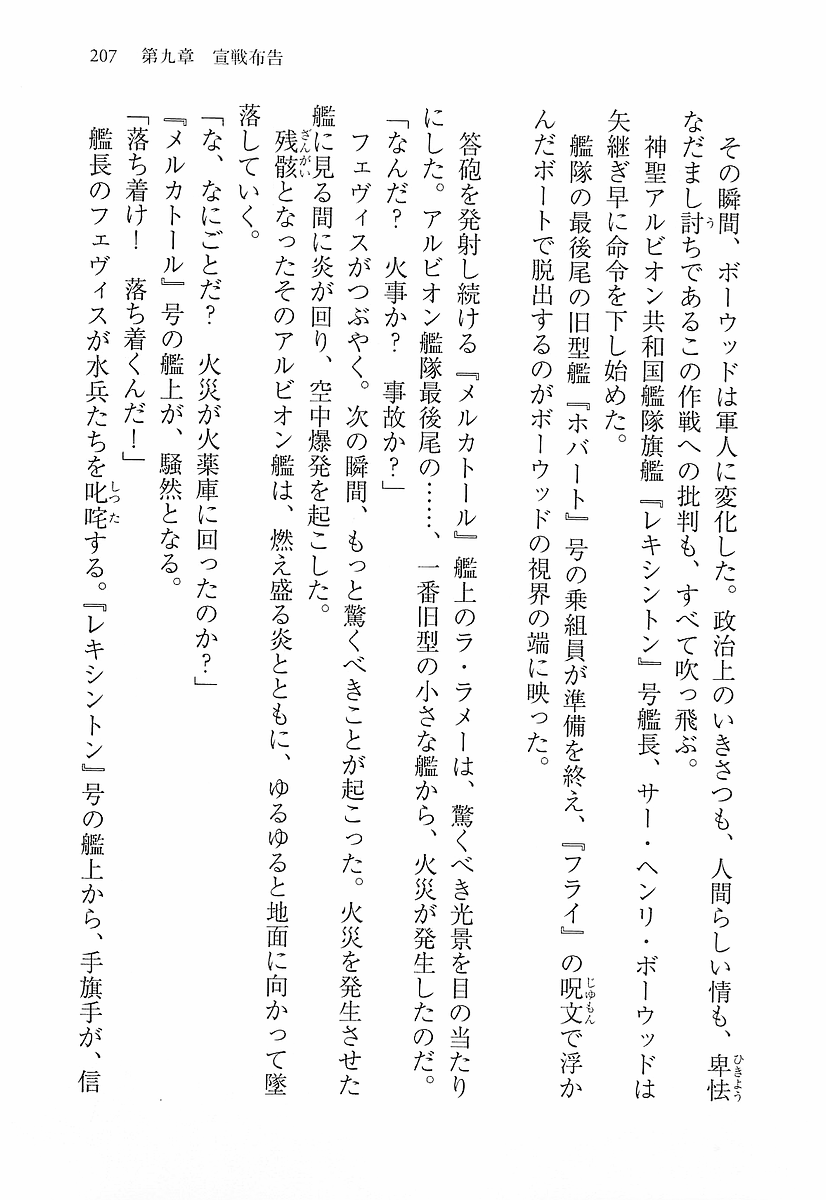 207　第九章　宣戦布告
その瞬間、ボーウッドは軍人に変化した。政治上のいきさつも、人間らしい情も、卑怯
なだまし討ちであるこの作戦への批判も、すべて吹っ飛ぶ。
神聖アルビオン共和国艦隊旗艦『レキシントン』号艦長、サー・ヘンリ・ボーウッドは
矢継ぎ早に命令を下し始めた。
艦隊の最後尾の旧型艦『ホバート』号の乗組員が準備を終え、『フライ』の呪文で浮か
んだボートで脱出するのがボーウッドの視界の端に映った。
答砲を発射し続ける『メルカトール』艦上のラ・ラメーは、驚くべき光景を目の当たり
にした。アルビオン艦隊最後尾の……、一番旧型の小さな艦から、火災が発生したのだ。
「なんだ？　火事か？　事故か？」
フェヴィスがつぶやく。次の瞬間、もっと驚くべきことが起こった。火災を発生させた
艦に見る間に炎が回り、空中爆発を起こした。
残骸となったそのアルビオン艦は、燃え盛る炎とともに、ゆるゆると地面に向かって墜
落していく。
「な、なにごとだ？　火災が火薬庫に回ったのか？」
『メルカトール』号の艦上が、騒然となる。
「落ち着け！　落ち着くんだ！」
艦長のフェヴィスが水兵たちを叱咤する。『レキシントン』号の艦上から、手旗手が、信